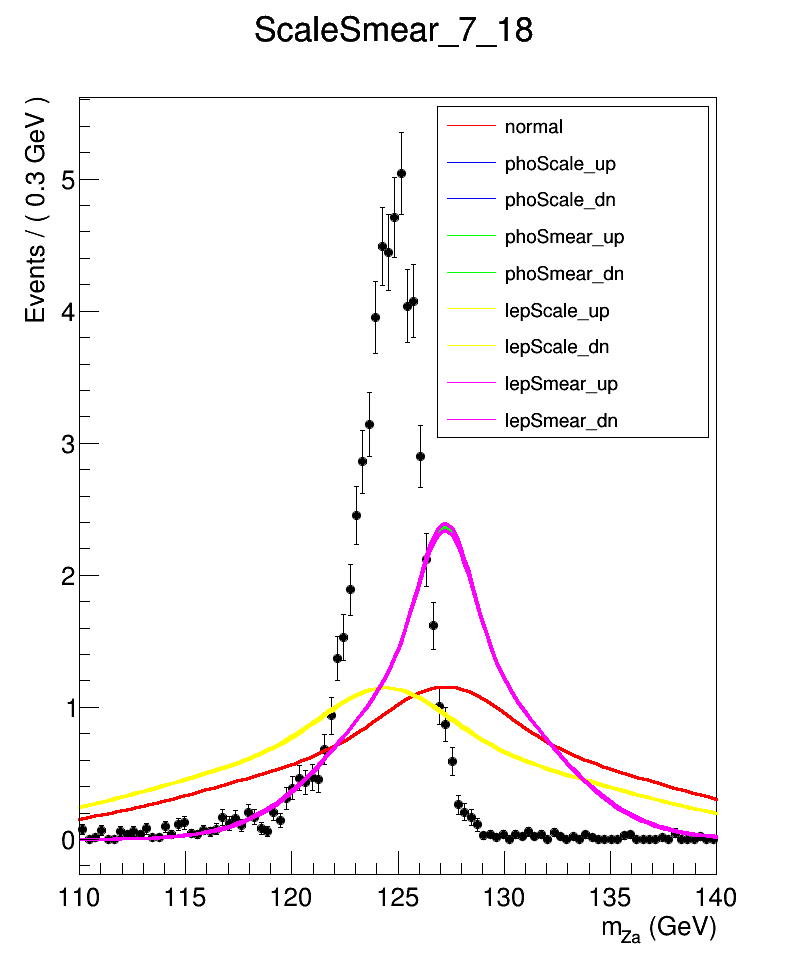 ScaleSmear_7_18
Events / ( 0.3 GeV )
normal
phoScale_up
phoScale_dn
phoSmear_up
phoSmear_dn
lepScale_up
lepScale_dn
lepSmear_up
lepSmear_dn
5
4
3
2
1
0
110 115 120 125 130 135 140
m_Za (GeV)